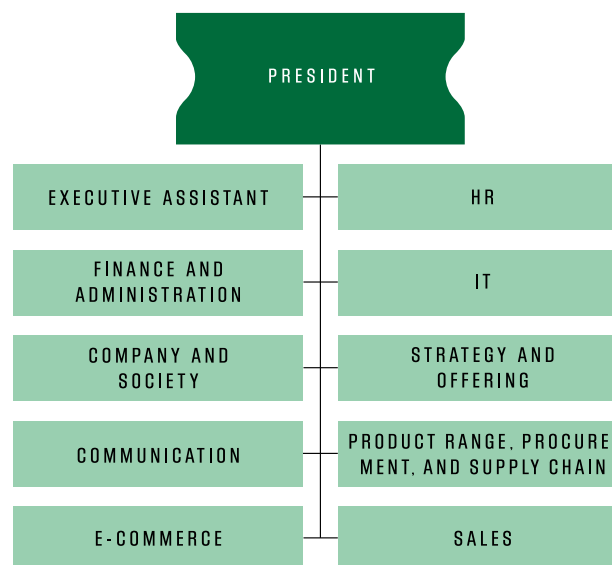 PRESIDENT
EXECUTIVE ASSISTANT
HR
FINANCE AND
ADMINISTRATION
IT
COMPANY AND
SOCIETY
STRATEGY AND
OFFERING
COMMUNICATION
PRODUCT RANGE, PROCURE
MENT, AND SUPPLY CHAIN
E-COMMERCE
SALES